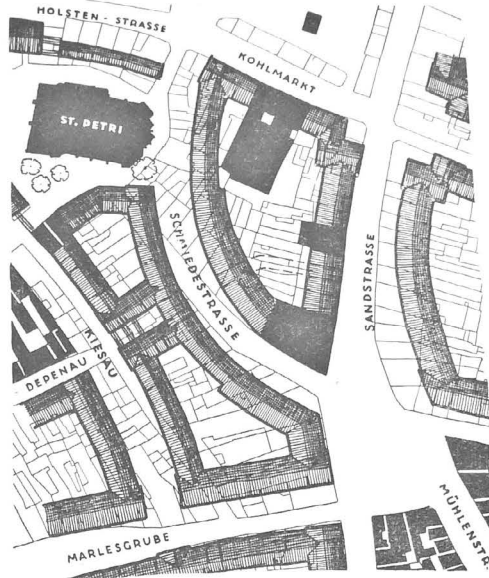 HOLSTEN-STRASSE
KOHLMARKT
ST. PETRI
SCHMIEDESTRASSE
SANDSTRASSE
KIESAU
DEPENAU
MÜHLENSTR
MARLESGRUBE